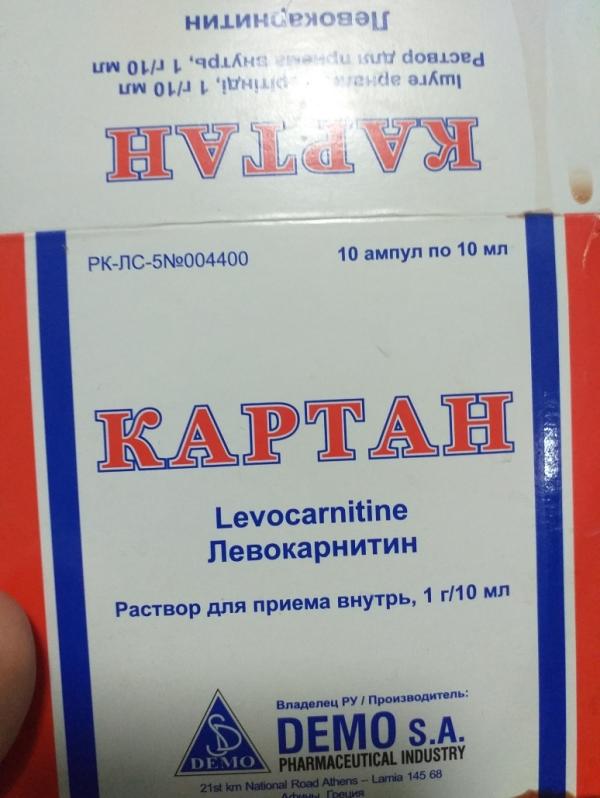 Левокарнитин
Раствор для приема внутрь, 1 г/10 мл
Ішуге арналған ерітінді, 1 г/10 мл
КАРТАН
РК-ЛС-5№004400
10 ампул по 10 мл
КАРТАН
Levocarnitine
Левокарнитин
Раствор для приема внутрь, 1 г/10 мл
Владелец РУ / Производитель:
DEMO S.A.
PHARMACEUTICAL INDUSTRY
SD
DEMO
21st km National Road Athens – Lamia 145 68
Афины, Греция